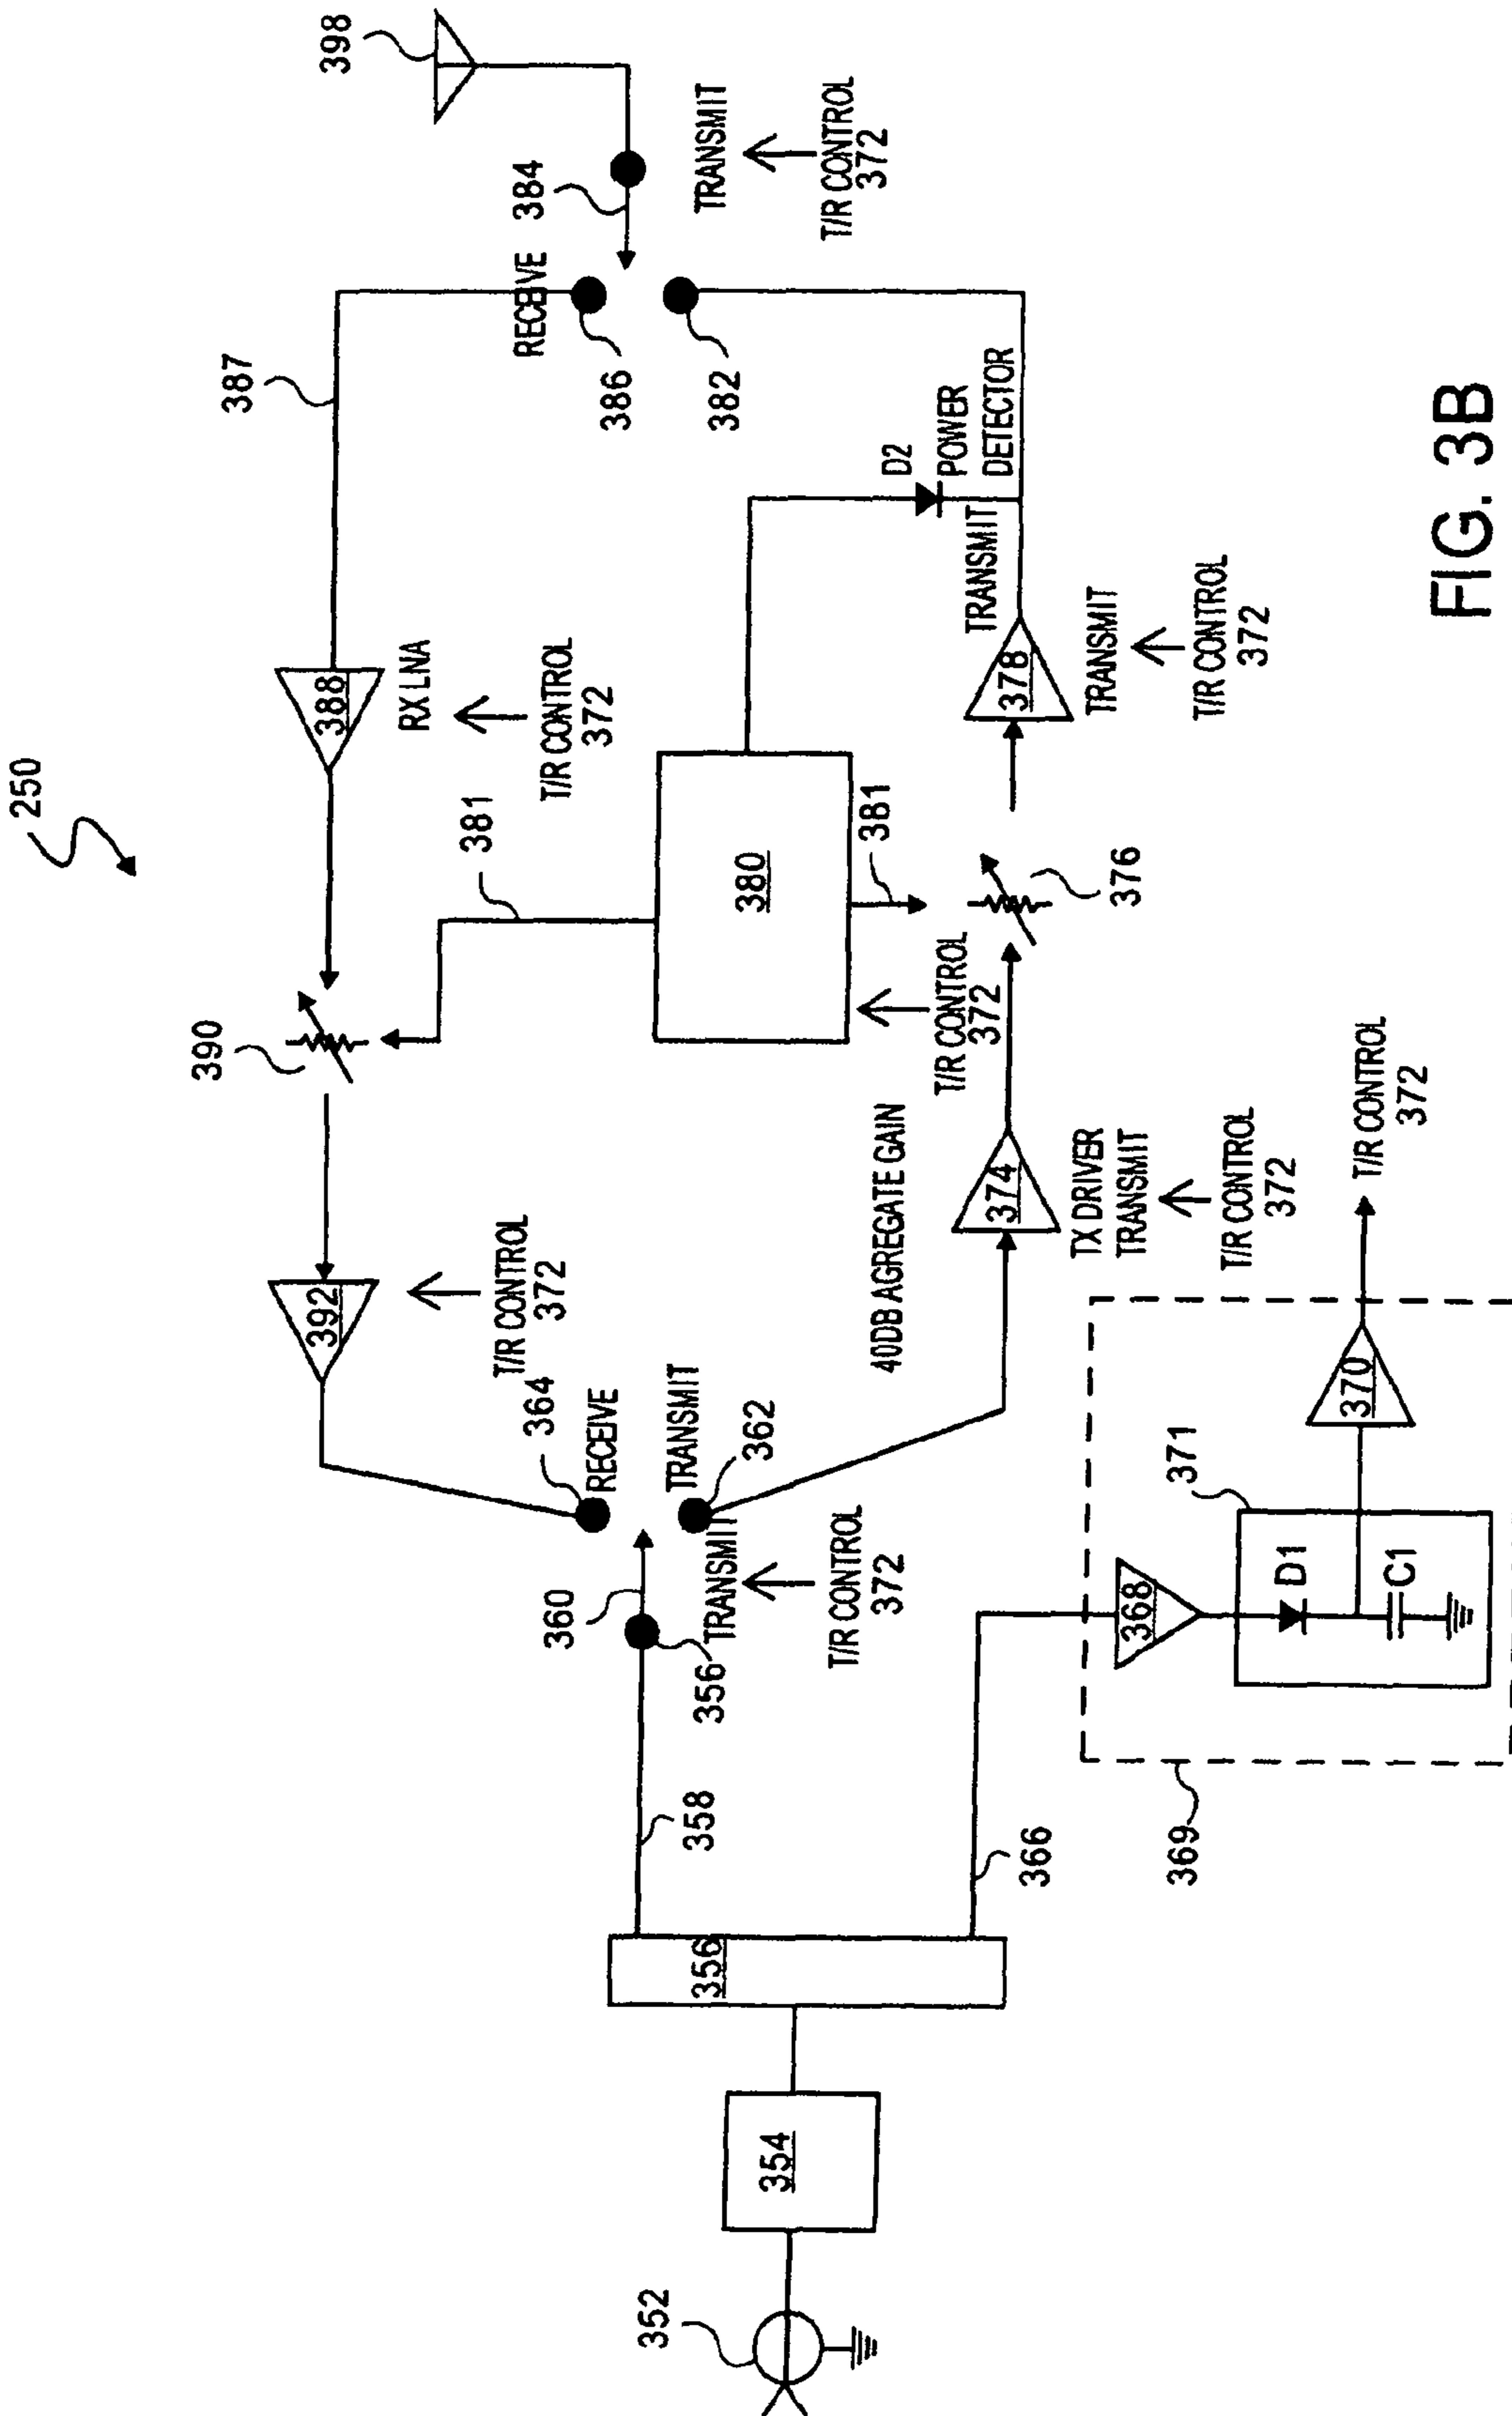 250
398
387
384
RECEIVE
386
382
TRANSMIT
T/R CONTROL
372
388
RX LNA
T/R CONTROL
372
390
381
392
T/R CONTROL
372
364
RECEIVE
TRANSMIT
362
360
356
TRANSMIT
T/R CONTROL
372
358
380
381
T/R CONTROL
372
376
D2
POWER
DETECTOR
TRANSMIT
378
TRANSMIT
T/R CONTROL
372
40DB AGREGATE GAIN
374
TX DRIVER
TRANSMIT
T/R CONTROL
372
352
354
356
366
369
368
371
D1
C1
370
T/R CONTROL
372
FIG. 3B